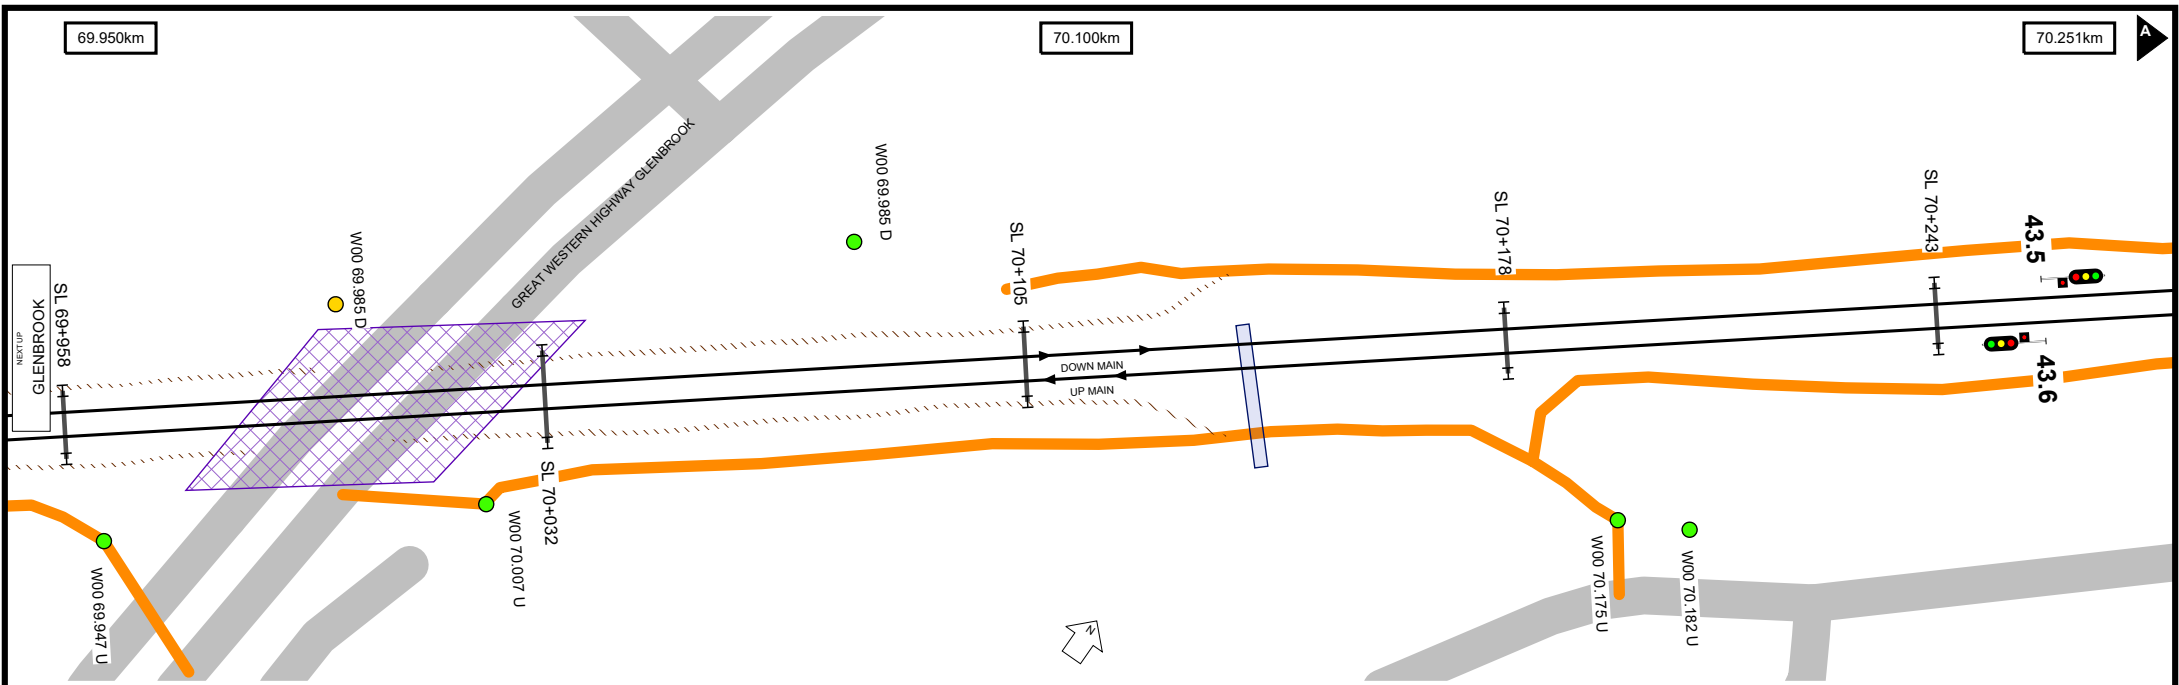 69.950km
70.100km
70.251km
A
NEXT UP
GLENBROOK
SL 69+958
W00 69.985 D
GREAT WESTERN HIGHWAY GLENBROOK
W00 69.985 D
SL 70+105
SL 70+178
SL 70+243
43.5
43.6
DOWN MAIN
UP MAIN
SL 70+032
W00 70.007 U
W00 69.947 U
W00 70.175 U
W00 70.182 U
N